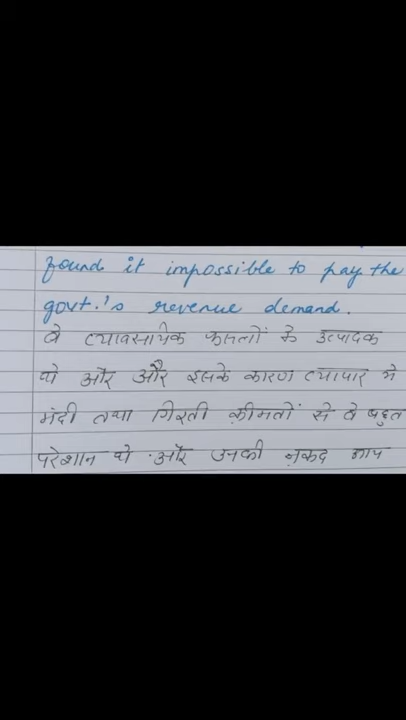 found it impossible to pay the
govt.'s revenue demand.
वे व्यावसायिक फसलों के उत्पादक
थे और और इसके कारण व्यापार मे
मंदी तथा गिरती क़ीमतों से वे बहुत
परेशान थे और उनकी नकद आय